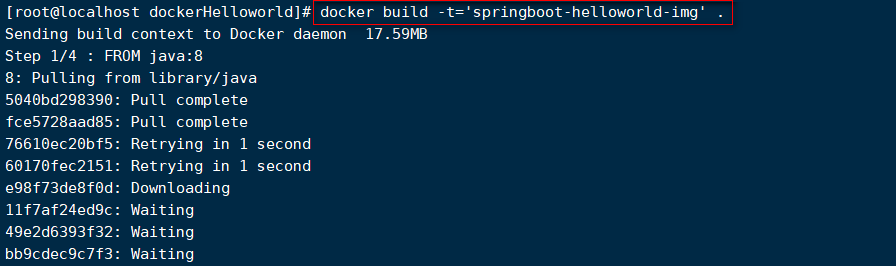 [root@localhost dockerHelloworld]# docker build -t='springboot-helloworld-img' .
Sending build context to Docker daemon  17.59MB
Step 1/4 : FROM java:8
8: Pulling from library/java
5040bd298390: Pull complete
fce5728aad85: Pull complete
76610ec20bf5: Retrying in 1 second
60170fec2151: Retrying in 1 second
e98f73de8f0d: Downloading
11f7af24ed9c: Waiting
49e2d6393f32: Waiting
bb9cdec9c7f3: Waiting